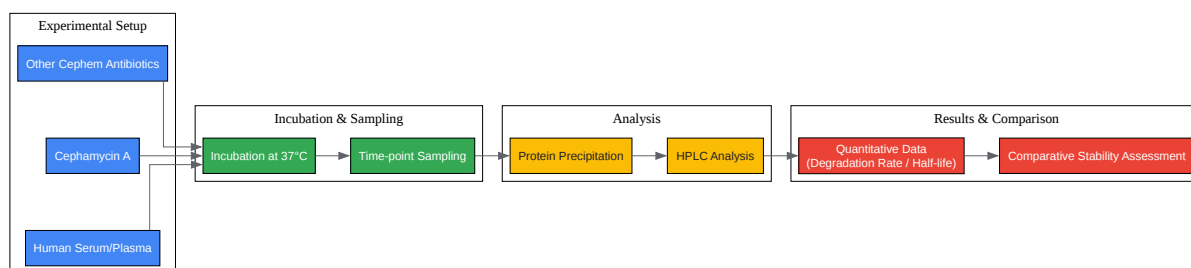 Experimental Setup
Other Cephem Antibiotics
Cephamycin A
Human Serum/Plasma
Incubation & Sampling
Incubation at 37°C
Time-point Sampling
Analysis
Protein Precipitation
HPLC Analysis
Results & Comparison
Quantitative Data
(Degradation Rate / Half-life)
Comparative Stability Assessment